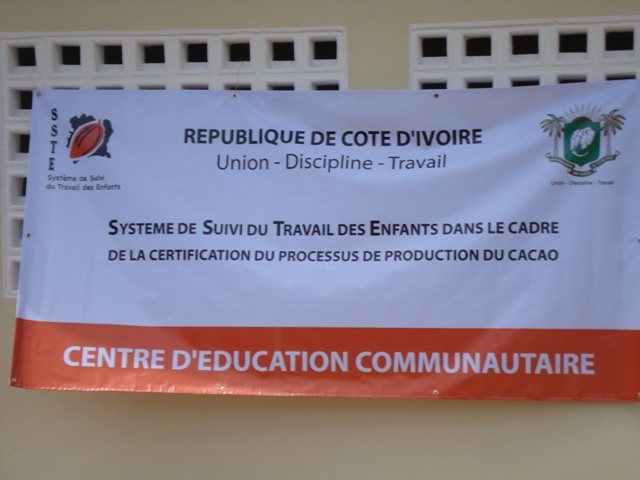 SSTE
Système de Suivi
du Travail des Enfants
REPUBLIQUE DE COTE D'IVOIRE
Union - Discipline - Travail
Union - Discipline - Travail
SYSTEME DE SUIVI DU TRAVAIL DES ENFANTS DANS LE CADRE
DE LA CERTIFICATION DU PROCESSUS DE PRODUCTION DU CACAO
CENTRE D'EDUCATION COMMUNAUTAIRE